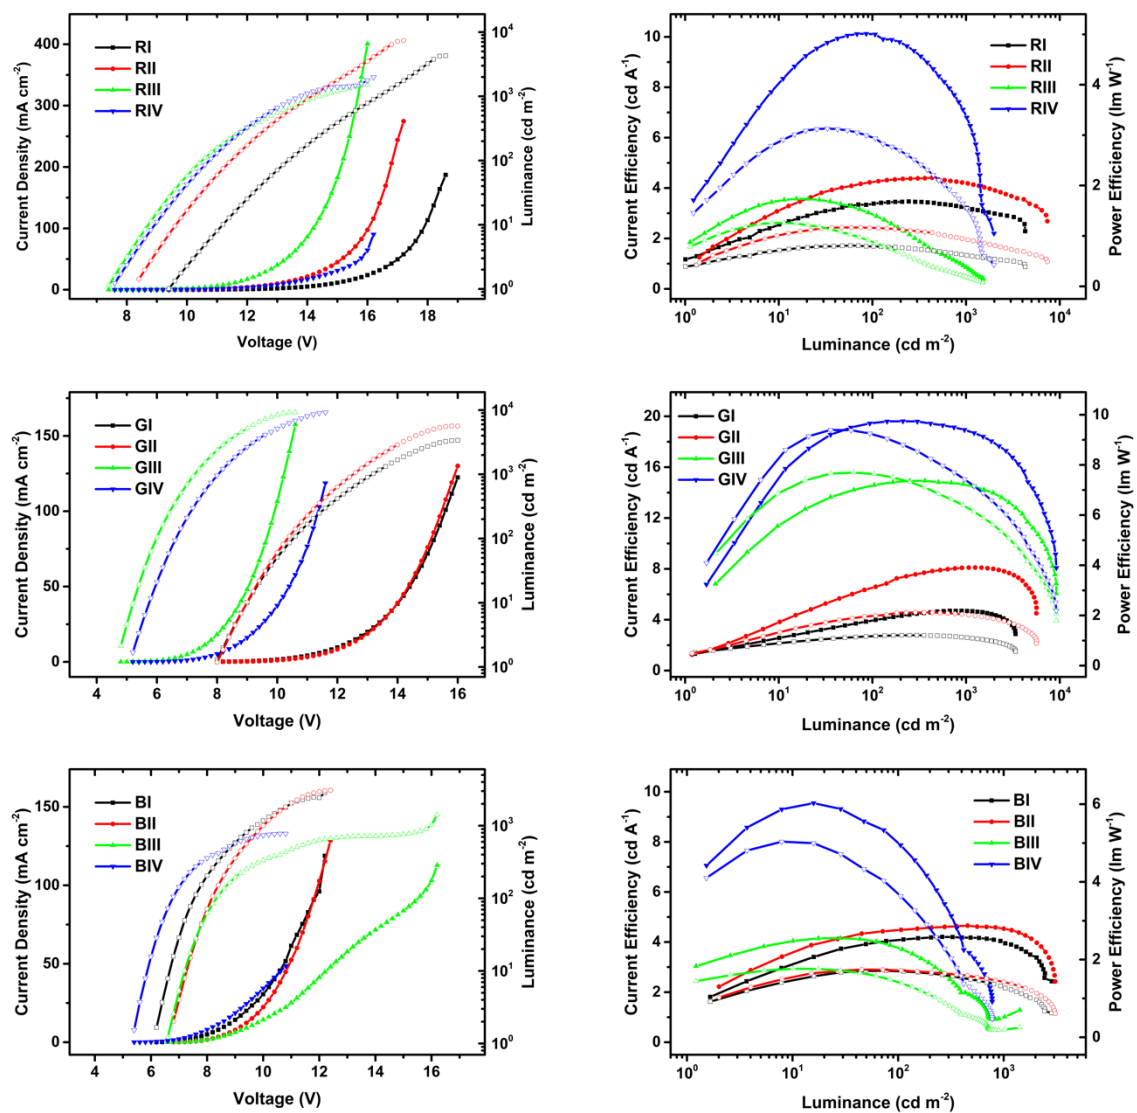 400
300
200
100
0
Current Density (mA cm⁻²)
RI
RII
RIII
RIV
10⁴
10³
10²
10¹
10⁰
Luminance (cd m⁻²)
8 10 12 14 16 18
Voltage (V)
10
8
6
4
2
0
Current Efficiency (cd A⁻¹)
RI
RII
RIII
RIV
4
2
0
Power Efficiency (lm W⁻¹)
10⁰ 10¹ 10² 10³ 10⁴
Luminance (cd m⁻²)
150
100
50
0
Current Density (mA cm⁻²)
GI
GII
GIII
GIV
10⁴
10³
10²
10¹
10⁰
Luminance (cd m⁻²)
4 6 8 10 12 14 16
Voltage (V)
20
18
16
14
12
10
8
6
4
2
0
Current Efficiency (cd A⁻¹)
GI
GII
GIII
GIV
10
8
6
4
2
0
Power Efficiency (lm W⁻¹)
10⁰ 10¹ 10² 10³ 10⁴
Luminance (cd m⁻²)
150
100
50
0
Current Density (mA cm⁻²)
BI
BII
BIII
BIV
10³
10²
10¹
10⁰
Luminance (cd m⁻²)
4 6 8 10 12 14 16
Voltage (V)
10
8
6
4
2
0
Current Efficiency (cd A⁻¹)
BI
BII
BIII
BIV
6
4
2
0
Power Efficiency (lm W⁻¹)
10⁰ 10¹ 10² 10³
Luminance (cd m⁻²)